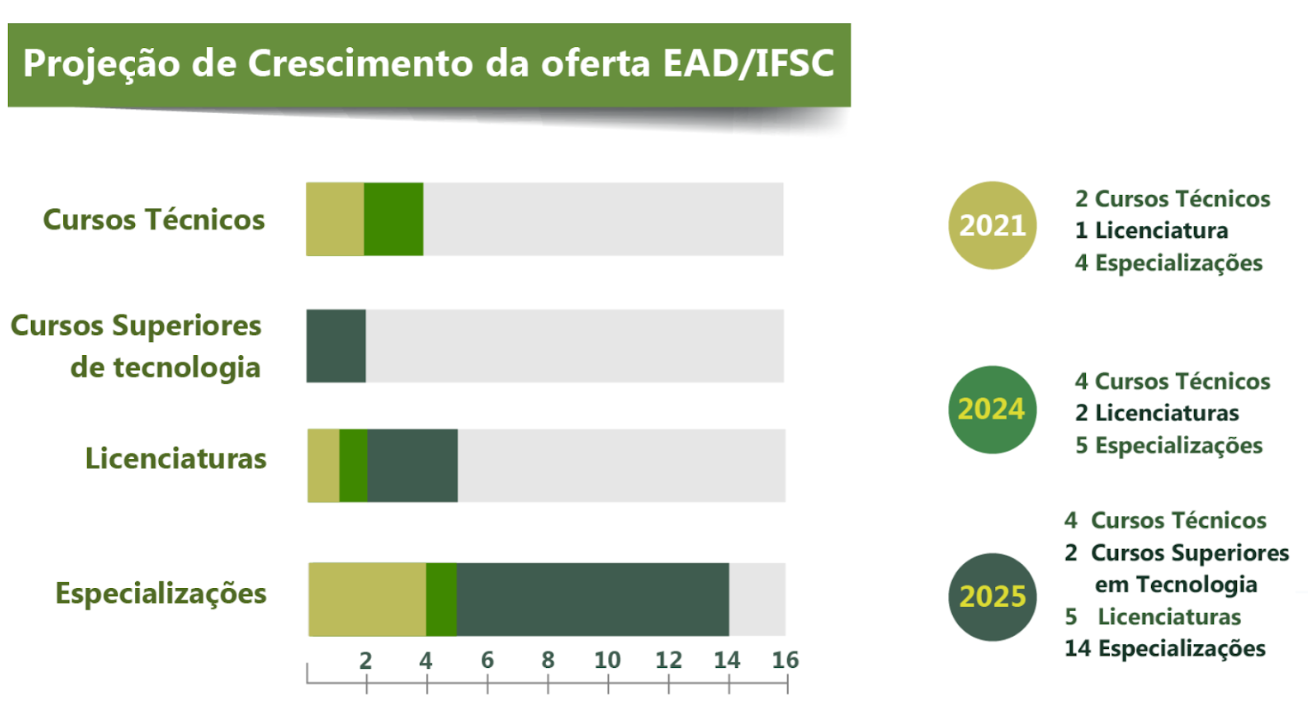 Projeção de Crescimento da oferta EAD/IFSC
Cursos Técnicos
Cursos Superiores
de tecnologia
Licenciaturas
Especializações
2 4 6 8 10 12 14 16
2021
2 Cursos Técnicos
1 Licenciatura
4 Especializações
2024
4 Cursos Técnicos
2 Licenciaturas
5 Especializações
2025
4 Cursos Técnicos
2 Cursos Superiores
em Tecnologia
5 Licenciaturas
14 Especializações